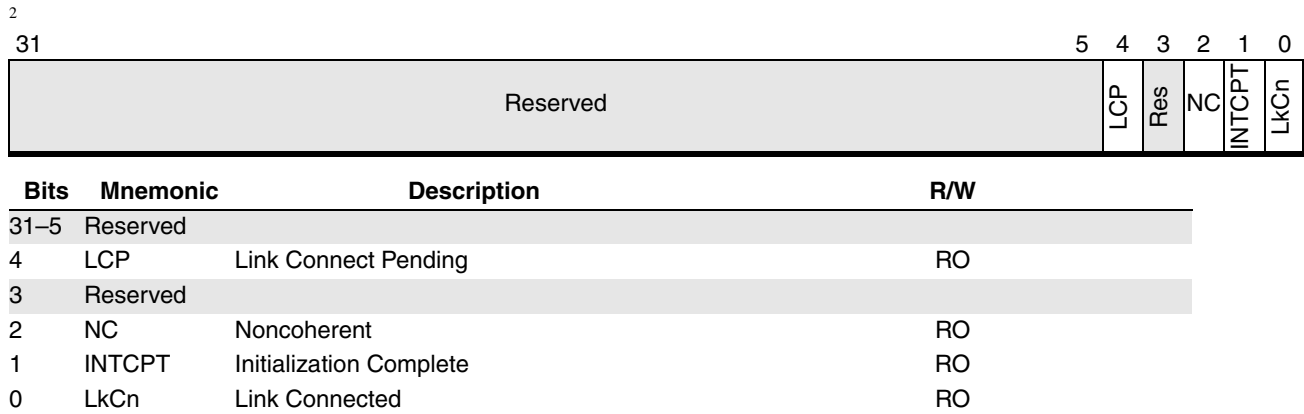 2
31 5 4 3 2 1 0
Reserved LCP Res NC INTCPT LkCn
Bits Mnemonic Description R/W
31–5 Reserved
4 LCP Link Connect Pending RO
3 Reserved
2 NC Noncoherent RO
1 INTCPT Initialization Complete RO
0 LkCn Link Connected RO